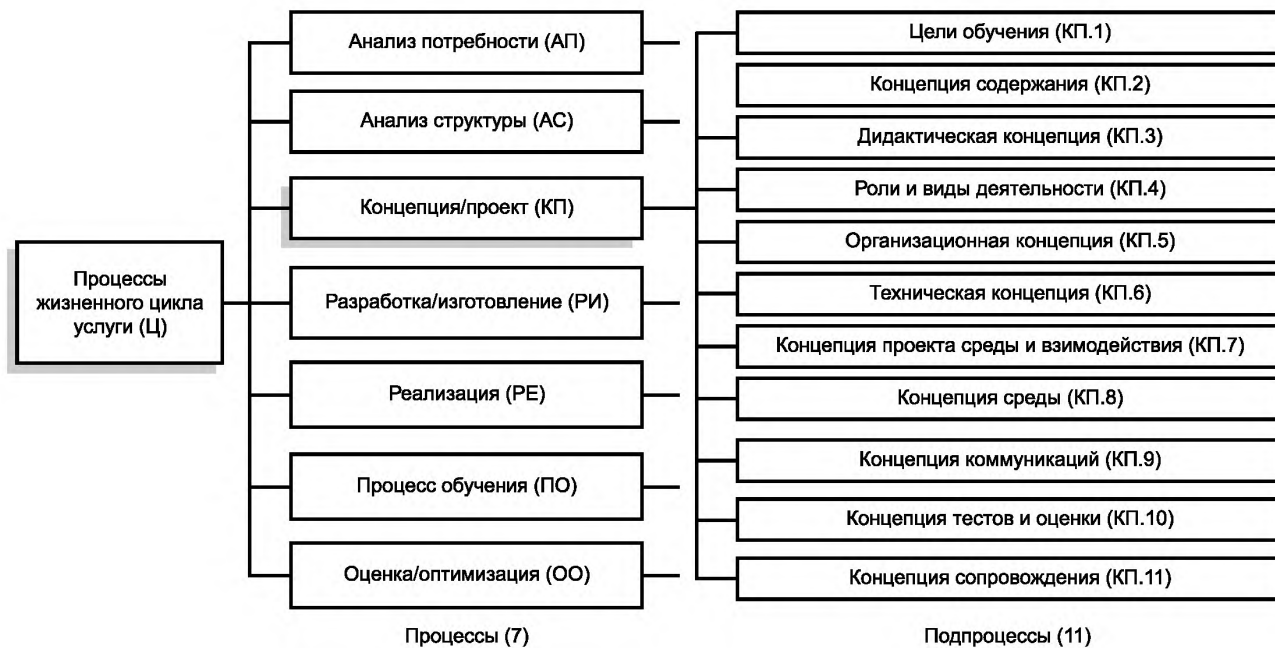 Процессы
жизненного цикла
услуги (Ц)
Анализ потребности (АП)
Анализ структуры (АС)
Концепция/проект (КП)
Разработка/изготовление (РИ)
Реализация (РЕ)
Процесс обучения (ПО)
Оценка/оптимизация (ОО)
Процессы (7)
Цели обучения (КП.1)
Концепция содержания (КП.2)
Дидактическая концепция (КП.3)
Роли и виды деятельности (КП.4)
Организационная концепция (КП.5)
Техническая концепция (КП.6)
Концепция проекта среды и взимодействия (КП.7)
Концепция среды (КП.8)
Концепция коммуникаций (КП.9)
Концепция тестов и оценки (КП.10)
Концепция сопровождения (КП.11)
Подпроцессы (11)